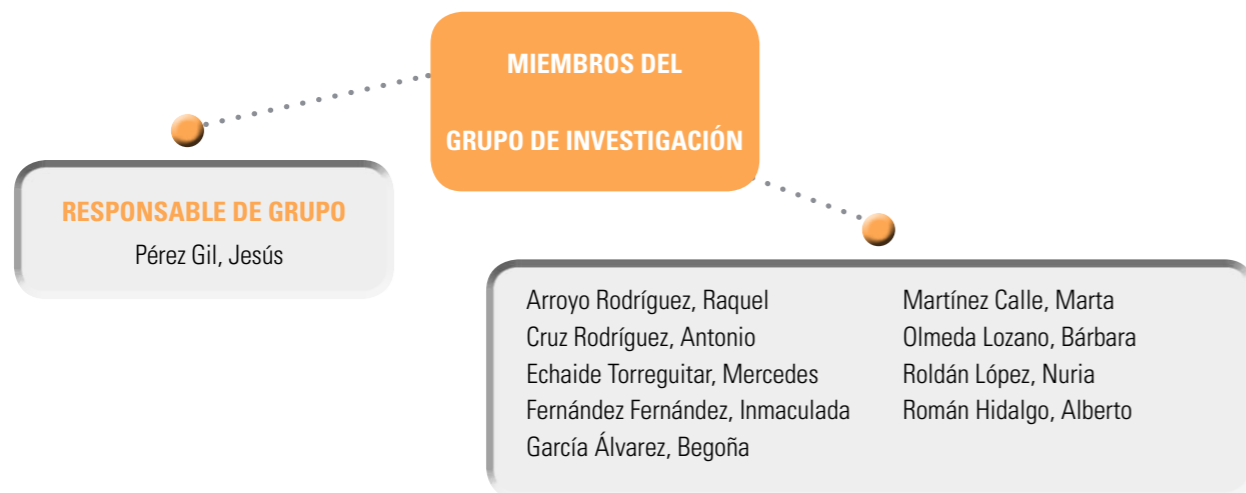 MIEMBROS DEL
GRUPO DE INVESTIGACIÓN
RESPONSABLE DE GRUPO
Pérez Gil, Jesús
Arroyo Rodríguez, Raquel
Cruz Rodríguez, Antonio
Echaide Torreguitar, Mercedes
Fernández Fernández, Inmaculada
García Álvarez, Begoña
Martínez Calle, Marta
Olmeda Lozano, Bárbara
Roldán López, Nuria
Román Hidalgo, Alberto